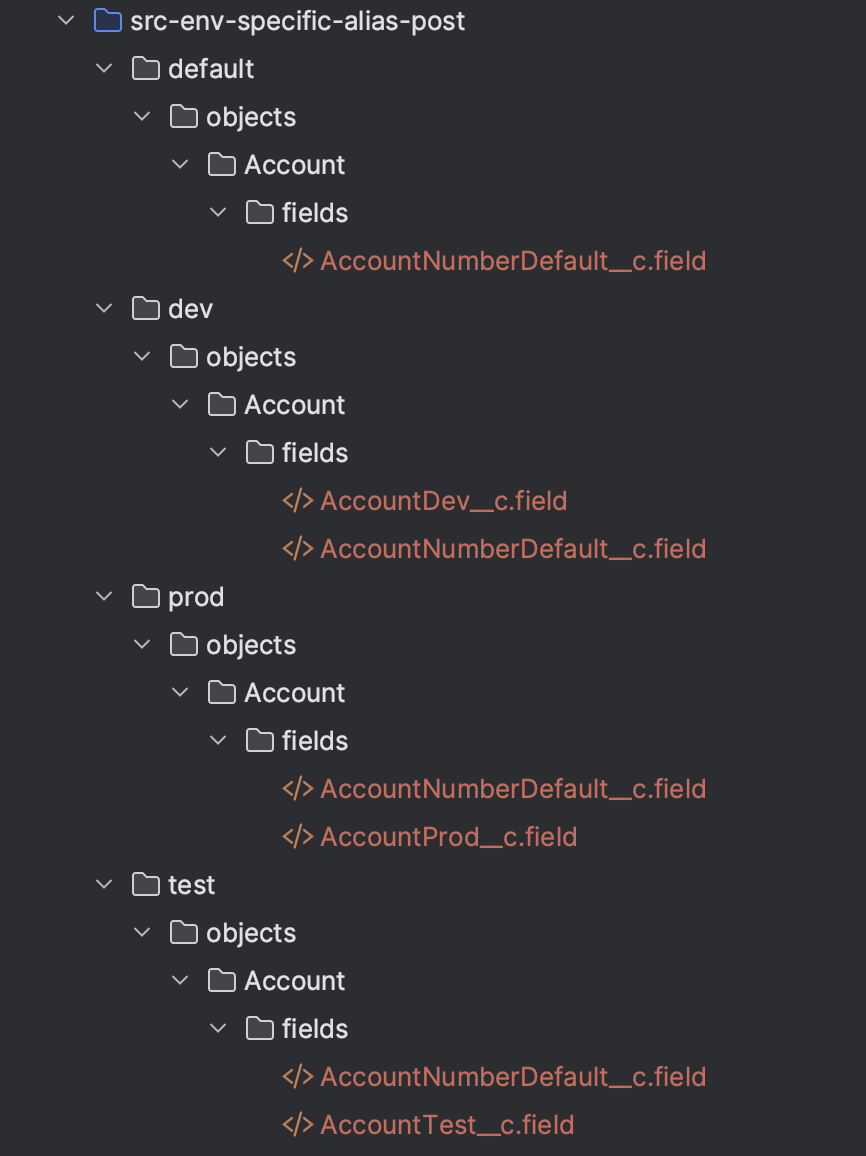 src-env-specific-alias-post
default
objects
Account
fields
</> AccountNumberDefault__c.field
dev
objects
Account
fields
</> AccountDev__c.field
</> AccountNumberDefault__c.field
prod
objects
Account
fields
</> AccountNumberDefault__c.field
</> AccountProd__c.field
test
objects
Account
fields
</> AccountNumberDefault__c.field
</> AccountTest__c.field